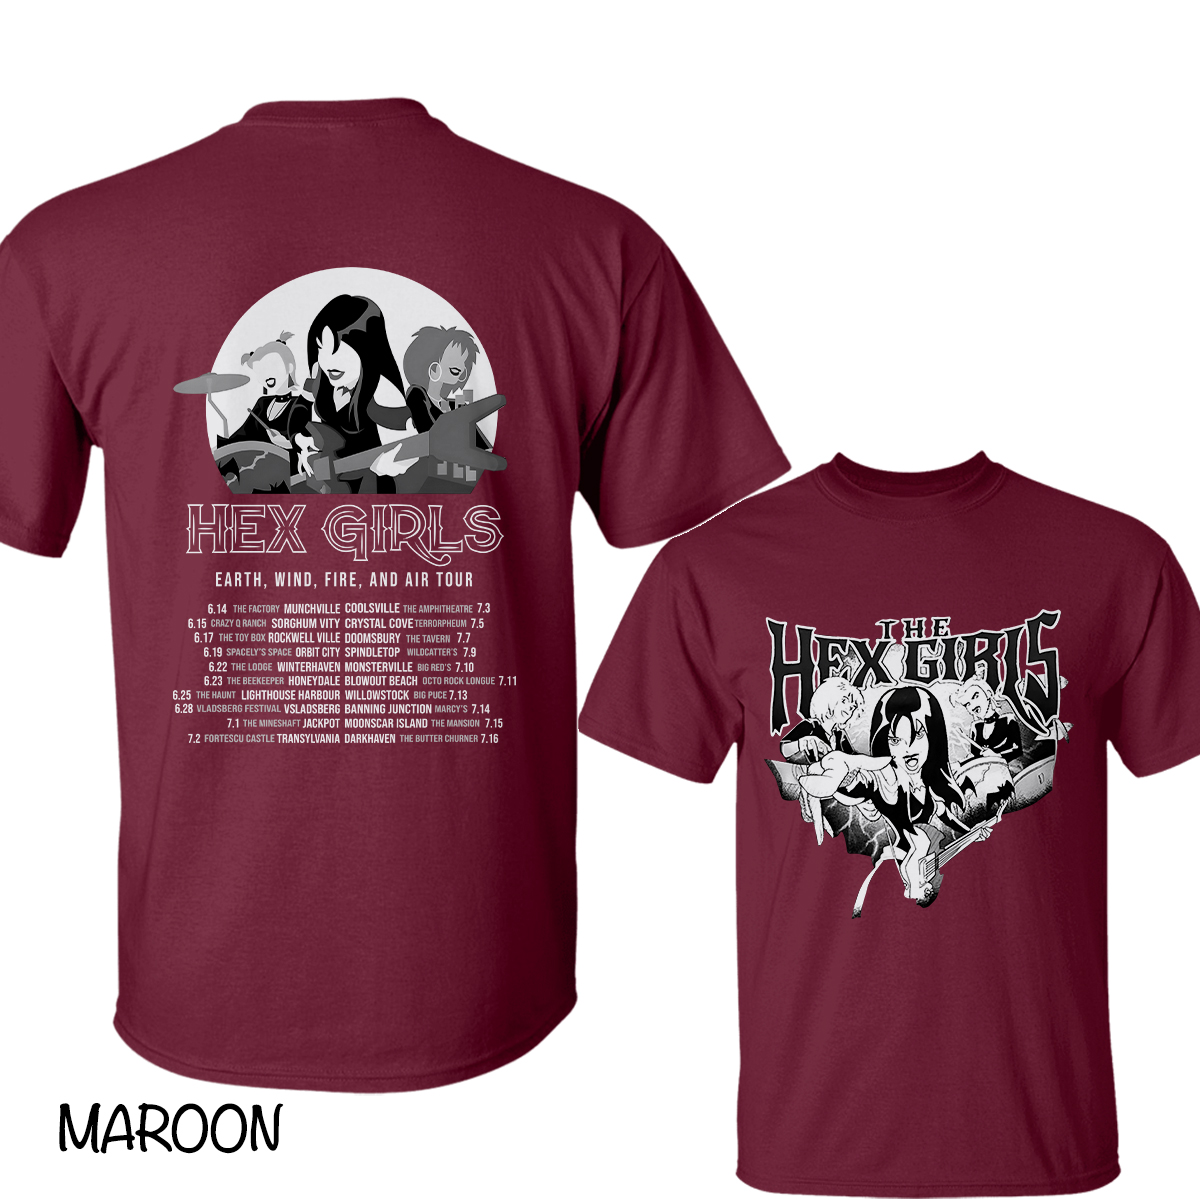 HEX GIRLS
EARTH, WIND, FIRE, AND AIR TOUR
6.14 THE FACTORY MUNCHVILLE COOLSVILLE THE AMPHITHEATRE 7.3
6.15 CRAZY Q RANCH SORGHUM VITY CRYSTAL COVE TERRORPHEUM 7.5
6.17 THE TOY BOX ROCKWELL VILLE DOOMSBURY THE TAVERN 7.7
6.19 SPACELY'S SPACE ORBIT CITY SPINDLETOP WILDCATTER'S 7.9
6.22 THE LODGE WINTERHAVEN MONSTERVILLE BIG RED'S 7.10
6.23 THE BEEKEEPER HONEYDALE BLOWOUT BEACH OCTO ROCK LONGUE 7.11
6.25 THE HAUNT LIGHTHOUSE HARBOUR WILLOWSTOCK BIG PUCE 7.13
6.28 VLADSBERG FESTIVAL VSLADSBERG BANNING JUNCTION MARCY'S 7.14
7.1 THE MINESHAFT JACKPOT MOONSCAR ISLAND THE MANSION 7.15
7.2 FORTESCU CASTLE TRANSYLVANIA DARKHAVEN THE BUTTER CHURNER 7.16
THE
HEX GIRLS
MAROON